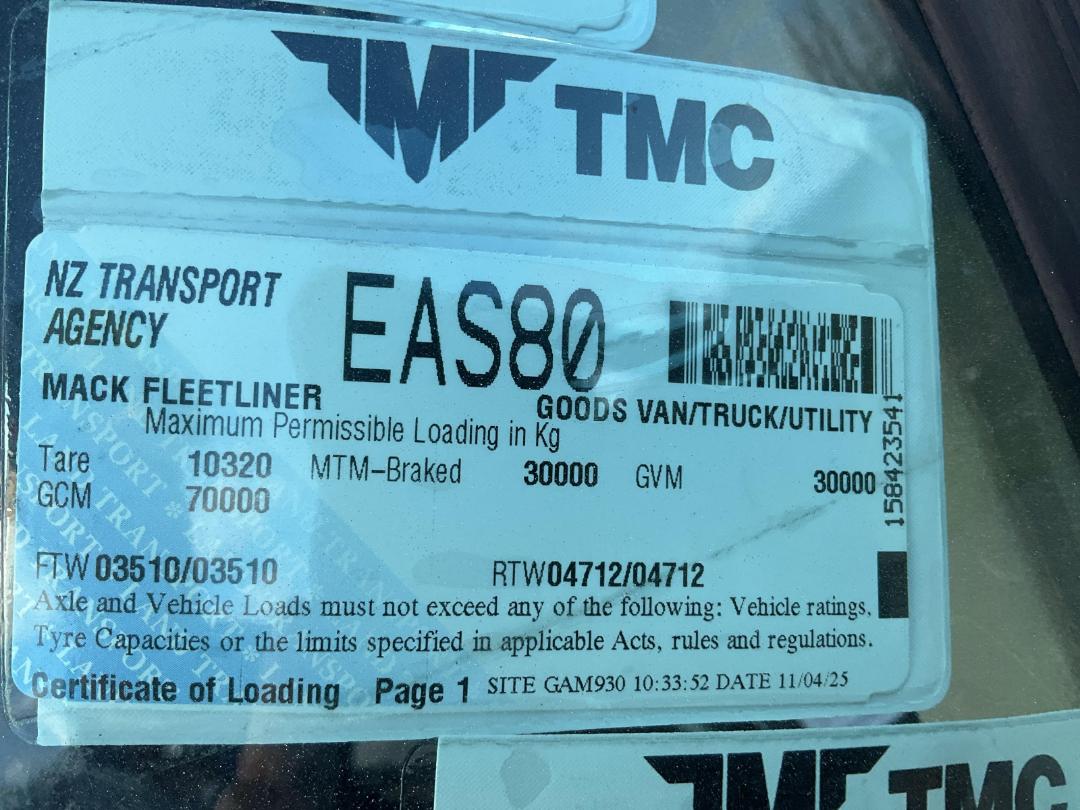 TMC
NZ TRANSPORT
AGENCY
EAS80
MACK FLEETLINER
GOODS VAN/TRUCK/UTILITY
Maximum Permissible Loading in Kg
Tare 10320 MTM-Braked 30000 GVM 30000
GCM 70000
158423541
FTW 03510/03510 RTW 04712/04712
Axle and Vehicle Loads must not exceed any of the following: Vehicle ratings,
Tyre Capacities or the limits specified in applicable Acts, rules and regulations.
Certificate of Loading Page 1 SITE GAM930 10:33:52 DATE 11/04/25
TMC